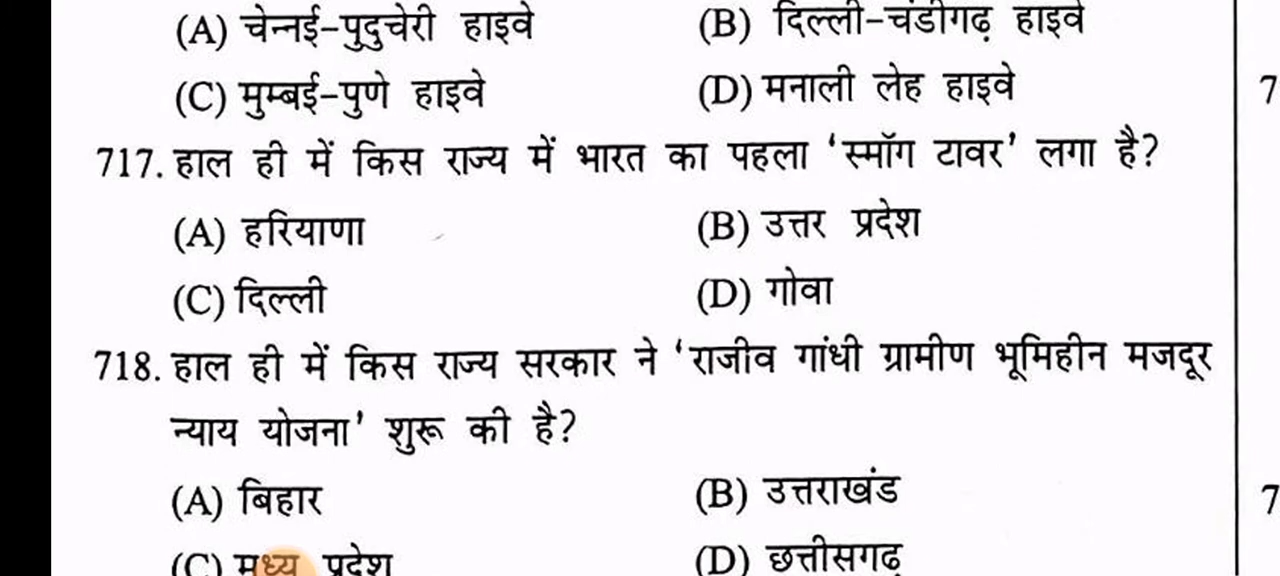 (A) चेन्नई-पुदुचेरी हाइवे (B) दिल्ली-चंडीगढ़ हाइवे
(C) मुम्बई-पुणे हाइवे (D) मनाली लेह हाइवे
7
717. हाल ही में किस राज्य में भारत का पहला ‘स्मॉग टावर’ लगा है?
(A) हरियाणा (B) उत्तर प्रदेश
(C) दिल्ली (D) गोवा
718. हाल ही में किस राज्य सरकार ने ‘राजीव गांधी ग्रामीण भूमिहीन मजदूर
न्याय योजना’ शुरू की है?
(A) बिहार (B) उत्तराखंड
7
(C) मध्य प्रदेश (D) छत्तीसगढ़